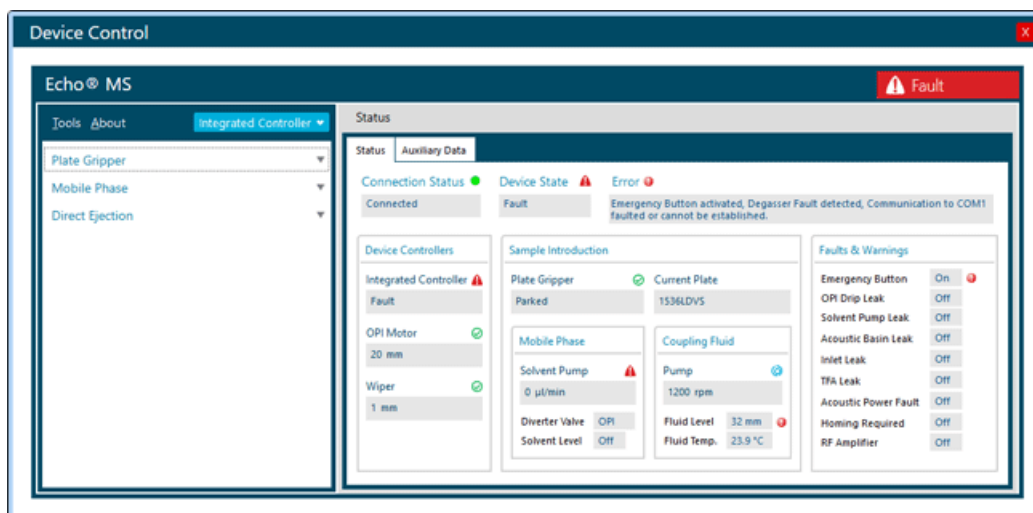 Device Control
X
Echo® MS
Fault
Tools About
Integrated Controller
Plate Gripper
Mobile Phase
Direct Ejection
Status
Status
Auxiliary Data
Connection Status
Device State
Error
Connected
Fault
Emergency Button activated, Degasser Fault detected, Communication to COM1
faulted or cannot be established.
Device Controllers
Integrated Controller
Fault
OPI Motor
20 mm
Wiper
1 mm
Sample Introduction
Plate Gripper
Parked
Current Plate
1536LDVS
Mobile Phase
Solvent Pump
0 µl/min
Diverter Valve OPI
Solvent Level Off
Coupling Fluid
Pump
1200 rpm
Fluid Level 32 mm
Fluid Temp. 23.9 °C
Faults & Warnings
Emergency Button On
OPI Drip Leak Off
Solvent Pump Leak Off
Acoustic Basin Leak Off
Inlet Leak Off
TFA Leak Off
Acoustic Power Fault Off
Homing Required Off
RF Amplifier Off